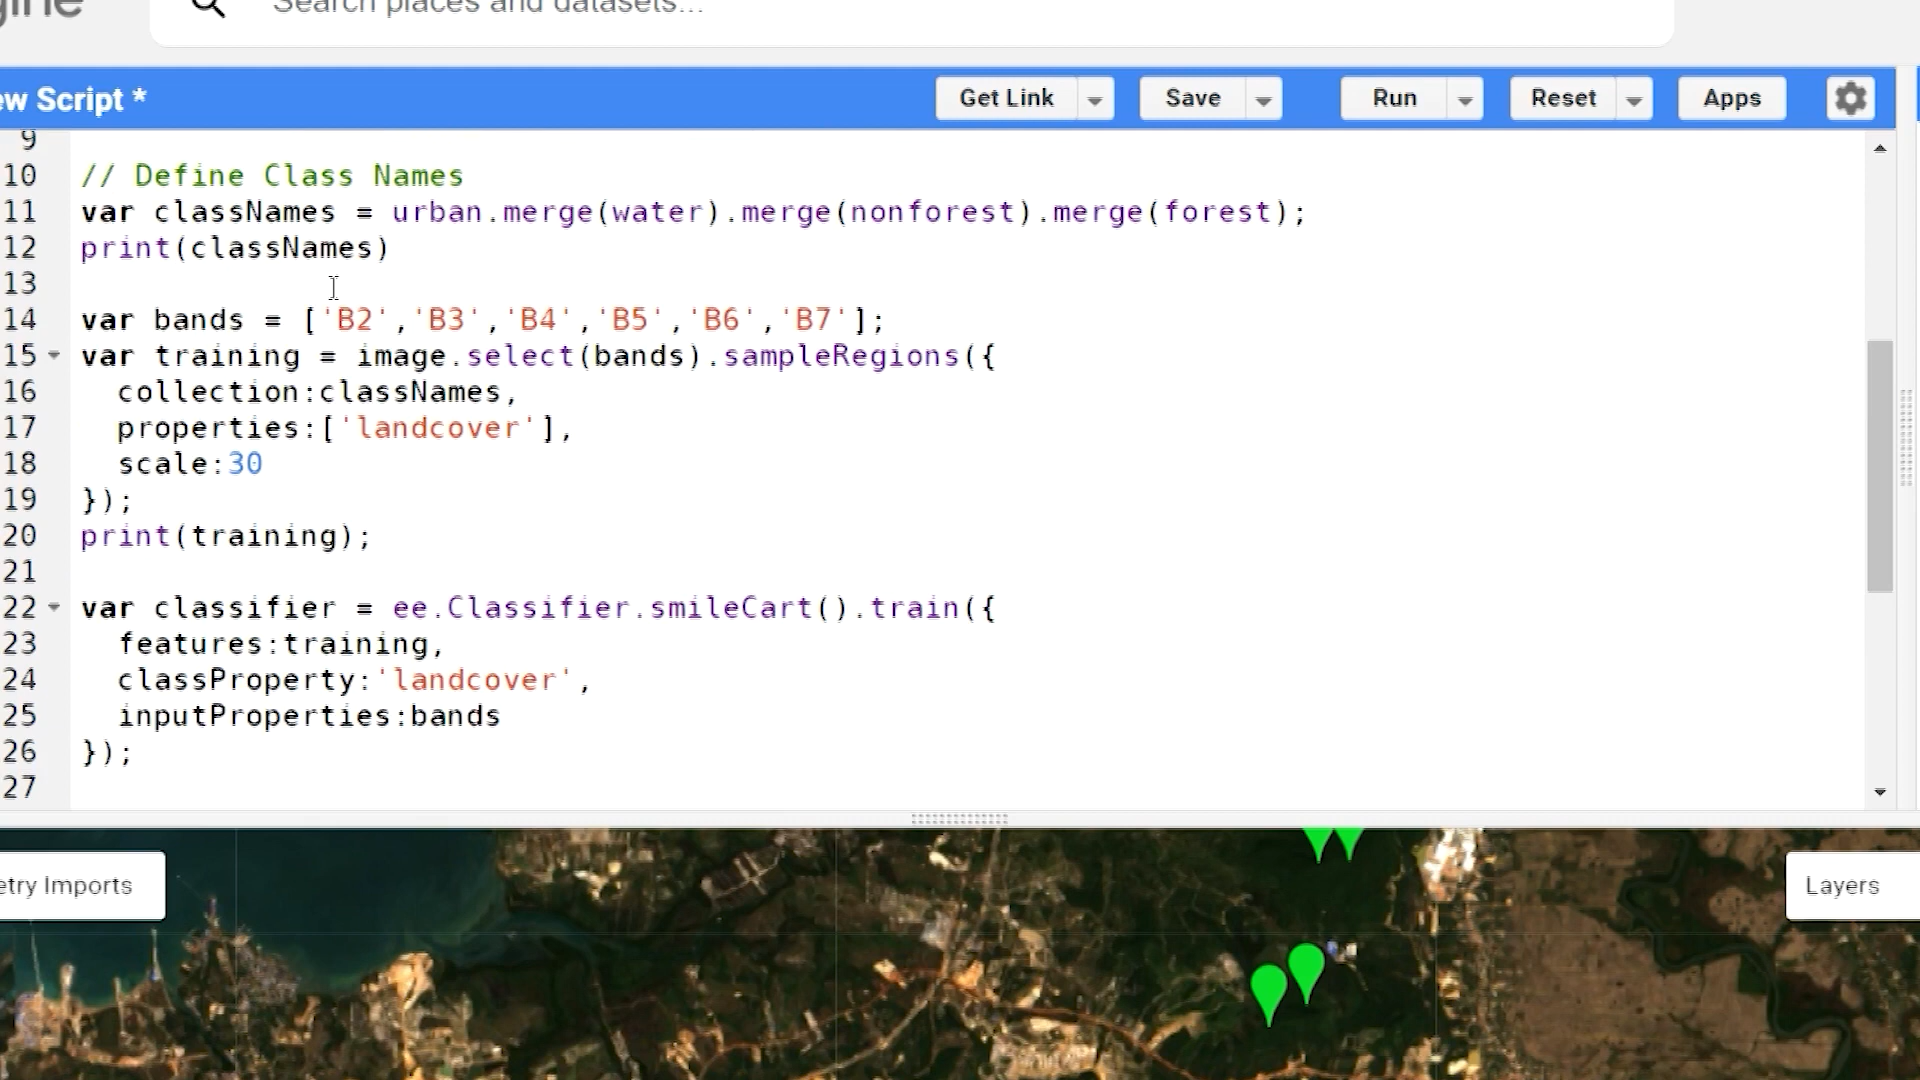 Search places and datasets...
ew Script *
Get Link
Save
Run
Reset
Apps
9
10 // Define Class Names
11 var classNames = urban.merge(water).merge(nonforest).merge(forest);
12 print(classNames)
13
14 var bands = ['B2','B3','B4','B5','B6','B7'];
15 var training = image.select(bands).sampleRegions({
16   collection:classNames,
17   properties:['landcover'],
18   scale:30
19 });
20 print(training);
21
22 var classifier = ee.Classifier.smileCart().train({
23   features:training,
24   classProperty:'landcover',
25   inputProperties:bands
26 });
27
etry Imports
Layers